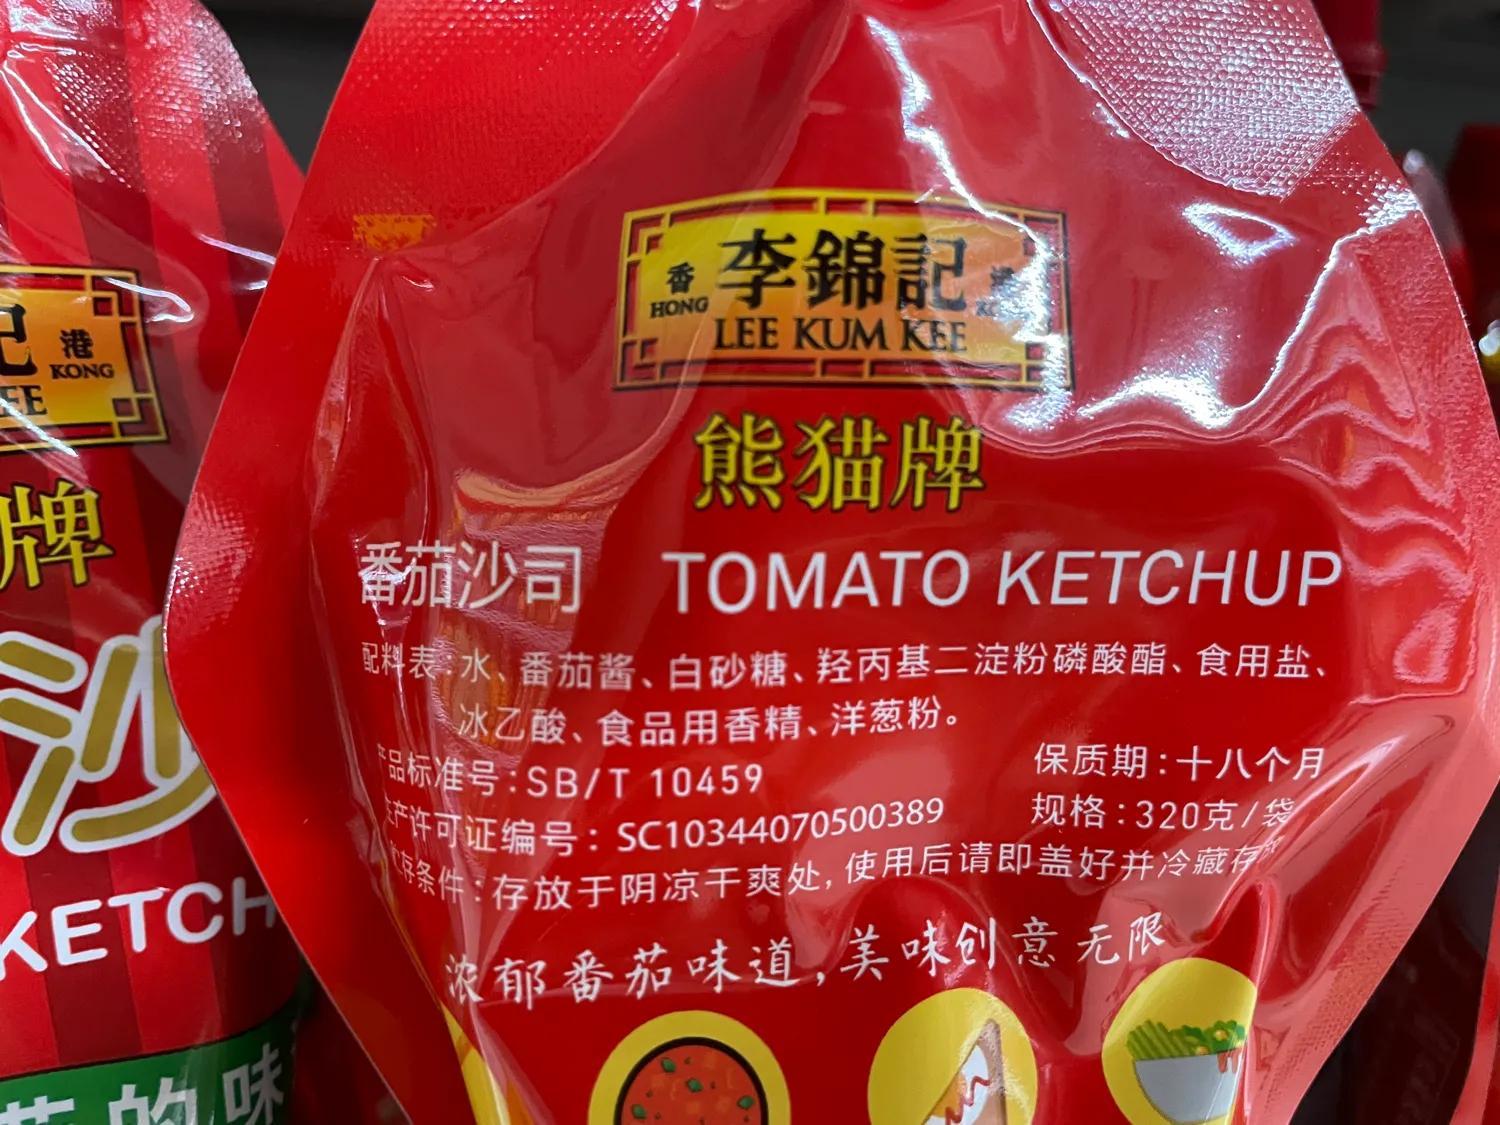 香 李錦記 港
HONG LEE KUM KEE
熊猫牌
番茄沙司 TOMATO KETCHUP
配料表:水、番茄酱、白砂糖、羟丙基二淀粉磷酸酯、食用盐、
冰乙酸、食品用香精、洋葱粉。
产品标准号:SB/T 10459
保质期:十八个月
生产许可证编号:SC10344070500389
规格:320克/袋
贮存条件:存放于阴凉干爽处,使用后请即盖好并冷藏存放
浓郁番茄味道,美味创意无限
記 港
KONG
KEE
牌
沙
KETCH
的味